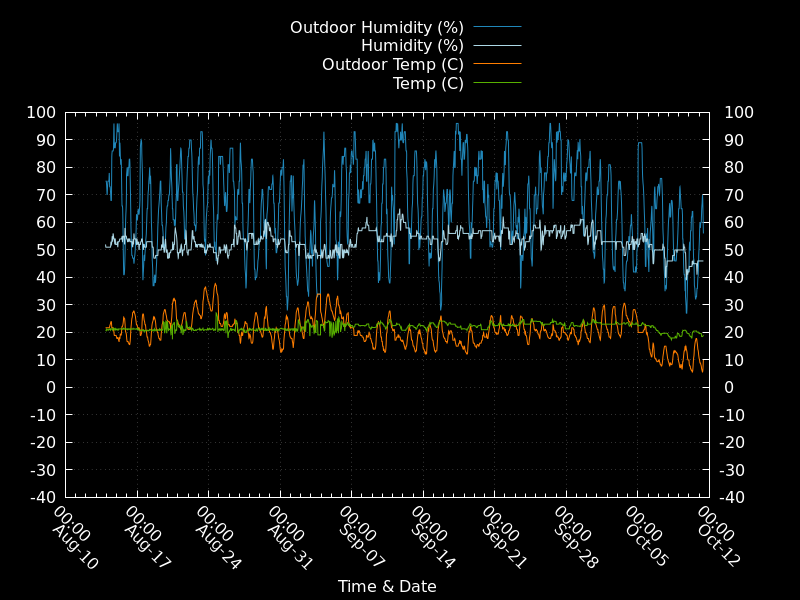 Outdoor Humidity (%)
Humidity (%)
Outdoor Temp (C)
Temp (C)
100 100
90 90
80 80
70 70
60 60
50 50
40 40
30 30
20 20
10 10
0 0
-10 -10
-20 -20
-30 -30
-40 -40
00:00 00:00 00:00 00:00 00:00 00:00 00:00 00:00 00:00 00:00
Aug-10 Aug-17 Aug-24 Aug-31 Sep-07 Sep-14 Sep-21 Sep-28 Oct-05 Oct-12
Time & Date